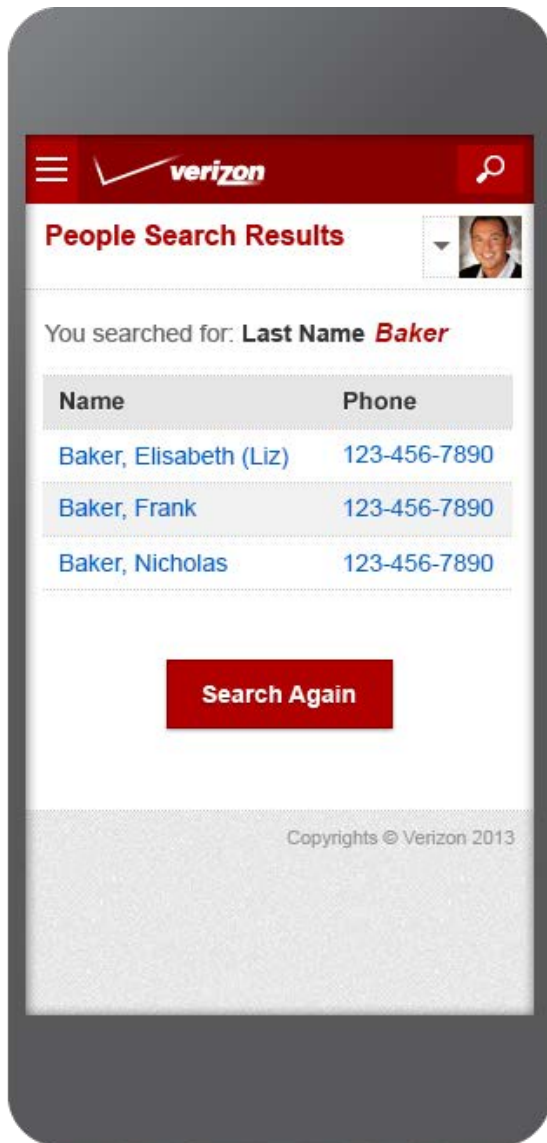 verizon
People Search Results
You searched for: Last Name Baker
Name Phone
Baker, Elisabeth (Liz) 123-456-7890
Baker, Frank 123-456-7890
Baker, Nicholas 123-456-7890
Search Again
Copyrights © Verizon 2013